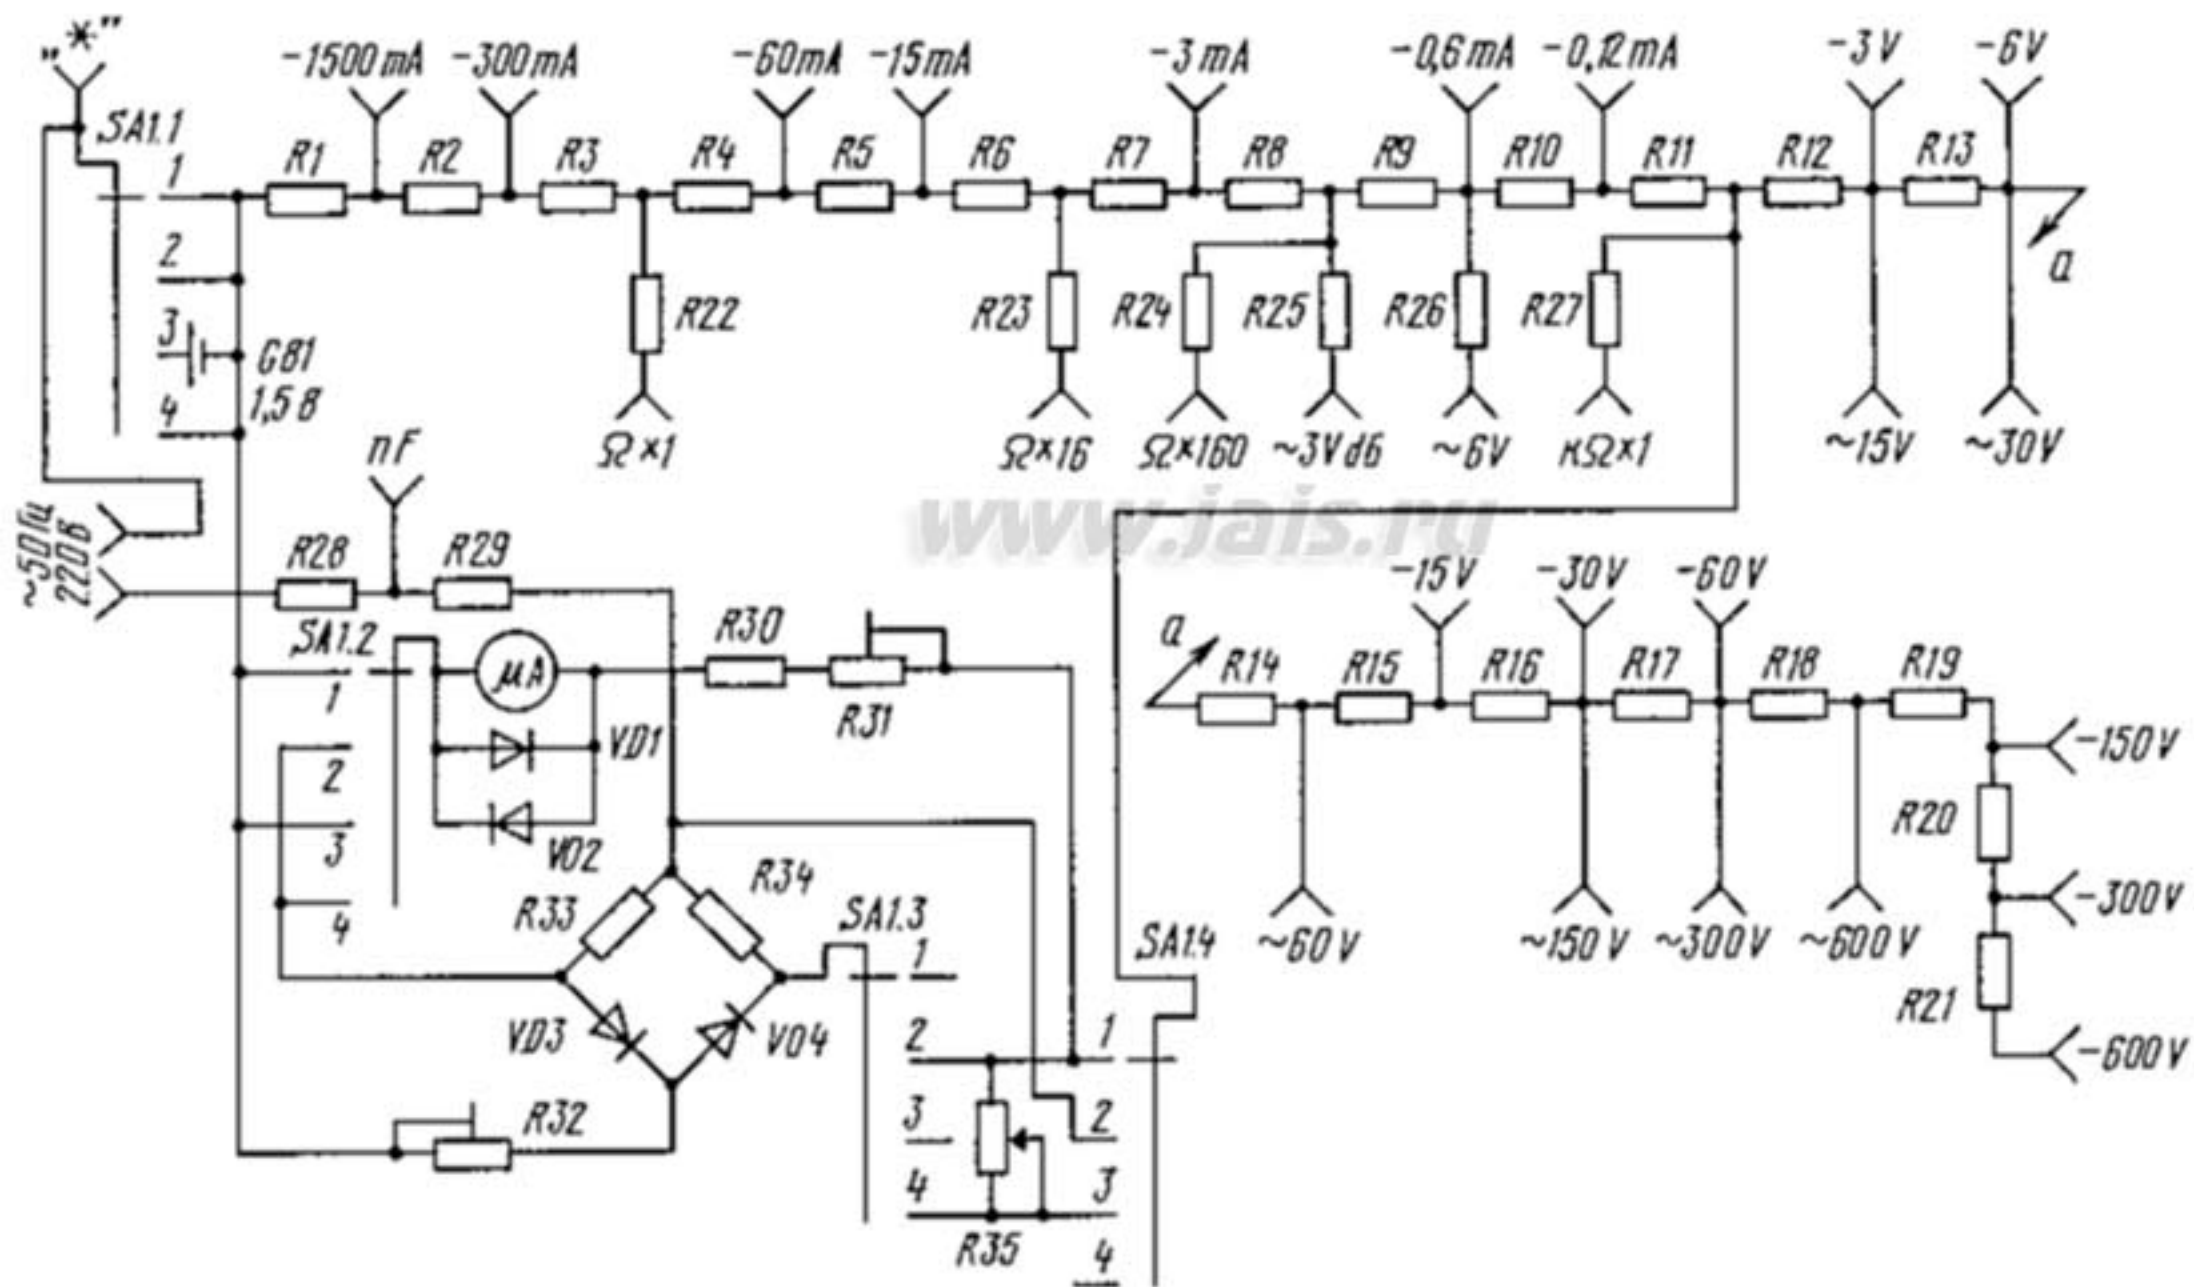 „*”
-1500mA -300mA -60mA -15mA -3mA -0,6mA -0,12mA -3V -6V
SA1.1
1 R1 R2 R3 R4 R5 R6 R7 R8 R9 R10 R11 R12 R13
2
a
3 GB1
1,5В
4
R22 R23 R24 R25 R26 R27
nF
Ω×1 Ω×16 Ω×160 ~3Vdб ~6V кΩ×1 ~15V ~30V
www.jais.ru
~50Гц
220В
R28 R29
-15V -30V -60V
SA1.2
μA
R30
R31
a
R14 R15 R16 R17 R18 R19
1
VD1
2
-150V
3
VD2
R20
4
R33 R34
SA1.3
-300V
1
SA1.4
~60V ~150V ~300V ~600V
VD3 VD4
R21
2 1
-600V
R32
3 2
4 3
R35
4